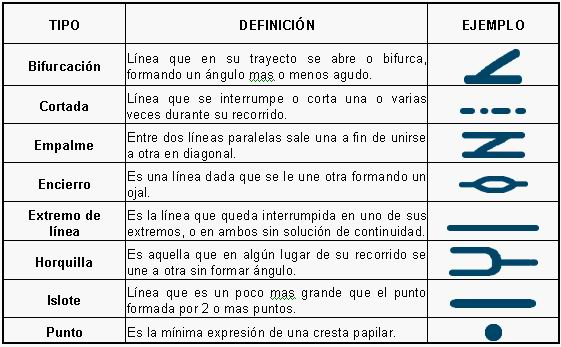 TIPO DEFINICIÓN EJEMPLO
Bifurcación
Línea que en su trayecto se abre o bifurca,
formando un ángulo mas o menos agudo.
Cortada
Línea que se interrumpe o corta una o varias
veces durante su recorrido.
Empalme
Entre dos líneas paralelas sale una a fin de unirse
a otra en diagonal.
Encierro
Es una línea dada que se le une otra formando un
ojal.
Extremo de
línea
Es la línea que queda interrumpida en uno de sus
extremos, o en ambos sin solución de continuidad.
Horquilla
Es aquella que en algún lugar de su recorrido se
une a otra sin formar ángulo.
Islote
Línea que es un poco mas grande que el punto
formada por 2 o mas puntos.
Punto
Es la mínima expresión de una cresta papilar.